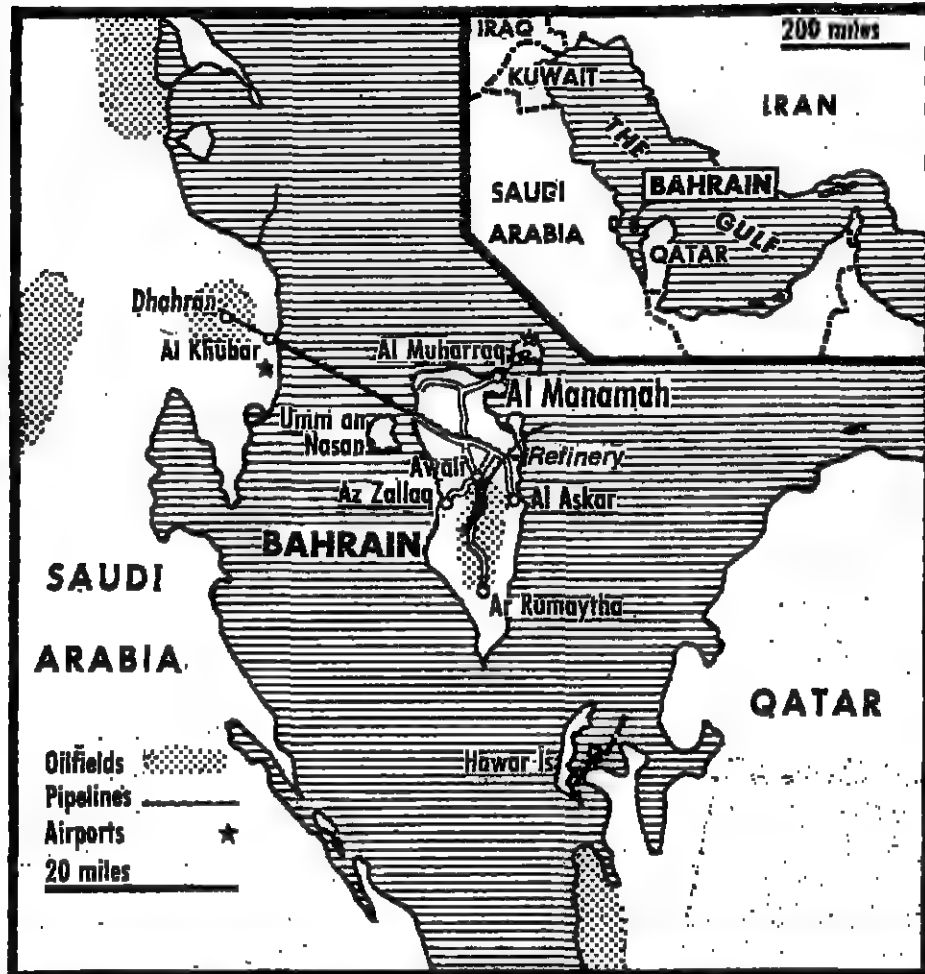 IRAQ
200 miles
KUWAIT
IRAN
THE
SAUDI
ARABIA
BAHRAIN
GULF
QATAR
Dhahran
Al Khubar
Al Muharraq
Al Manamah
Umm an
Nasan
Refinery
Awali
Az Zallaq
Al Askar
BAHRAIN
SAUDI
ARABIA
Ar Rumaytha
QATAR
Hawar Is
Oilfields
Pipelines
Airports
20 miles